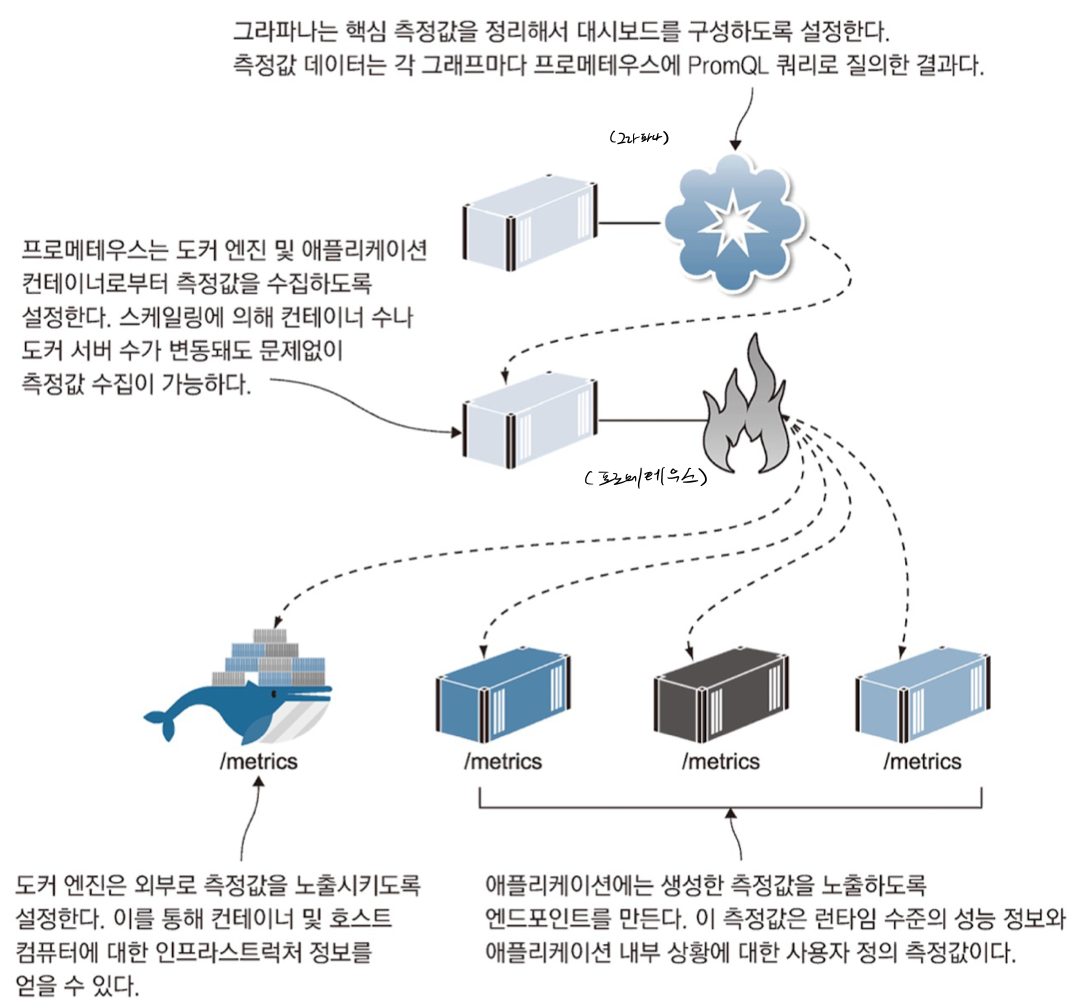 그라파나는 핵심 측정값을 정리해서 대시보드를 구성하도록 설정한다.
측정값 데이터는 각 그래프마다 프로메테우스에 PromQL 쿼리로 질의한 결과다.
(그라파나)
프로메테우스는 도커 엔진 및 애플리케이션
컨테이너로부터 측정값을 수집하도록
설정한다. 스케일링에 의해 컨테이너 수나
도커 서버 수가 변동돼도 문제없이
측정값 수집이 가능하다.
(프로메테우스)
/metrics
/metrics
/metrics
/metrics
도커 엔진은 외부로 측정값을 노출시키도록
설정한다. 이를 통해 컨테이너 및 호스트
컴퓨터에 대한 인프라스트럭처 정보를
얻을 수 있다.
애플리케이션에는 생성한 측정값을 노출하도록
엔드포인트를 만든다. 이 측정값은 런타임 수준의 성능 정보와
애플리케이션 내부 상황에 대한 사용자 정의 측정값이다.